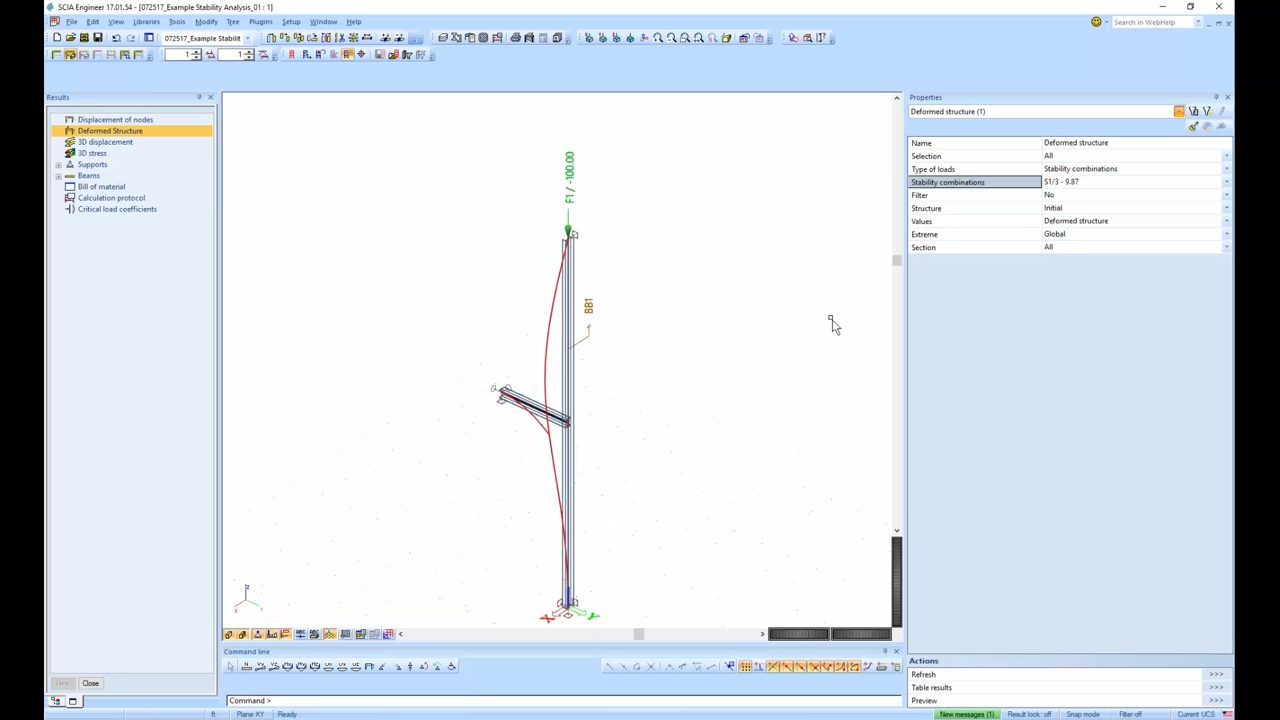 SCIA Engineer 17.01.54 - [072517_Example Stability Analysis_01 : 1]
File Edit View Libraries Tools Modify Tree Plugins Setup Window Help
Search in WebHelp
072517_Example Stabilit
1 1
Results
Displacement of nodes
Deformed Structure
3D displacement
3D stress
Supports
Beams
Bill of material
Calculation protocol
Critical load coefficients
New Close
F1 / -100.00
BB1
X Y
Properties
Deformed structure (1)
Name Deformed structure
Selection All
Type of loads Stability combinations
Stability combinations S1/3 - 9.87
Filter No
Structure Initial
Values Deformed structure
Extreme Global
Section All
Actions
Refresh >>>
Table results >>>
Preview >>>
Command line
Command >
ft Plane XY Ready New messages (1) Result lock: off Snap mode Filter off Current UCS